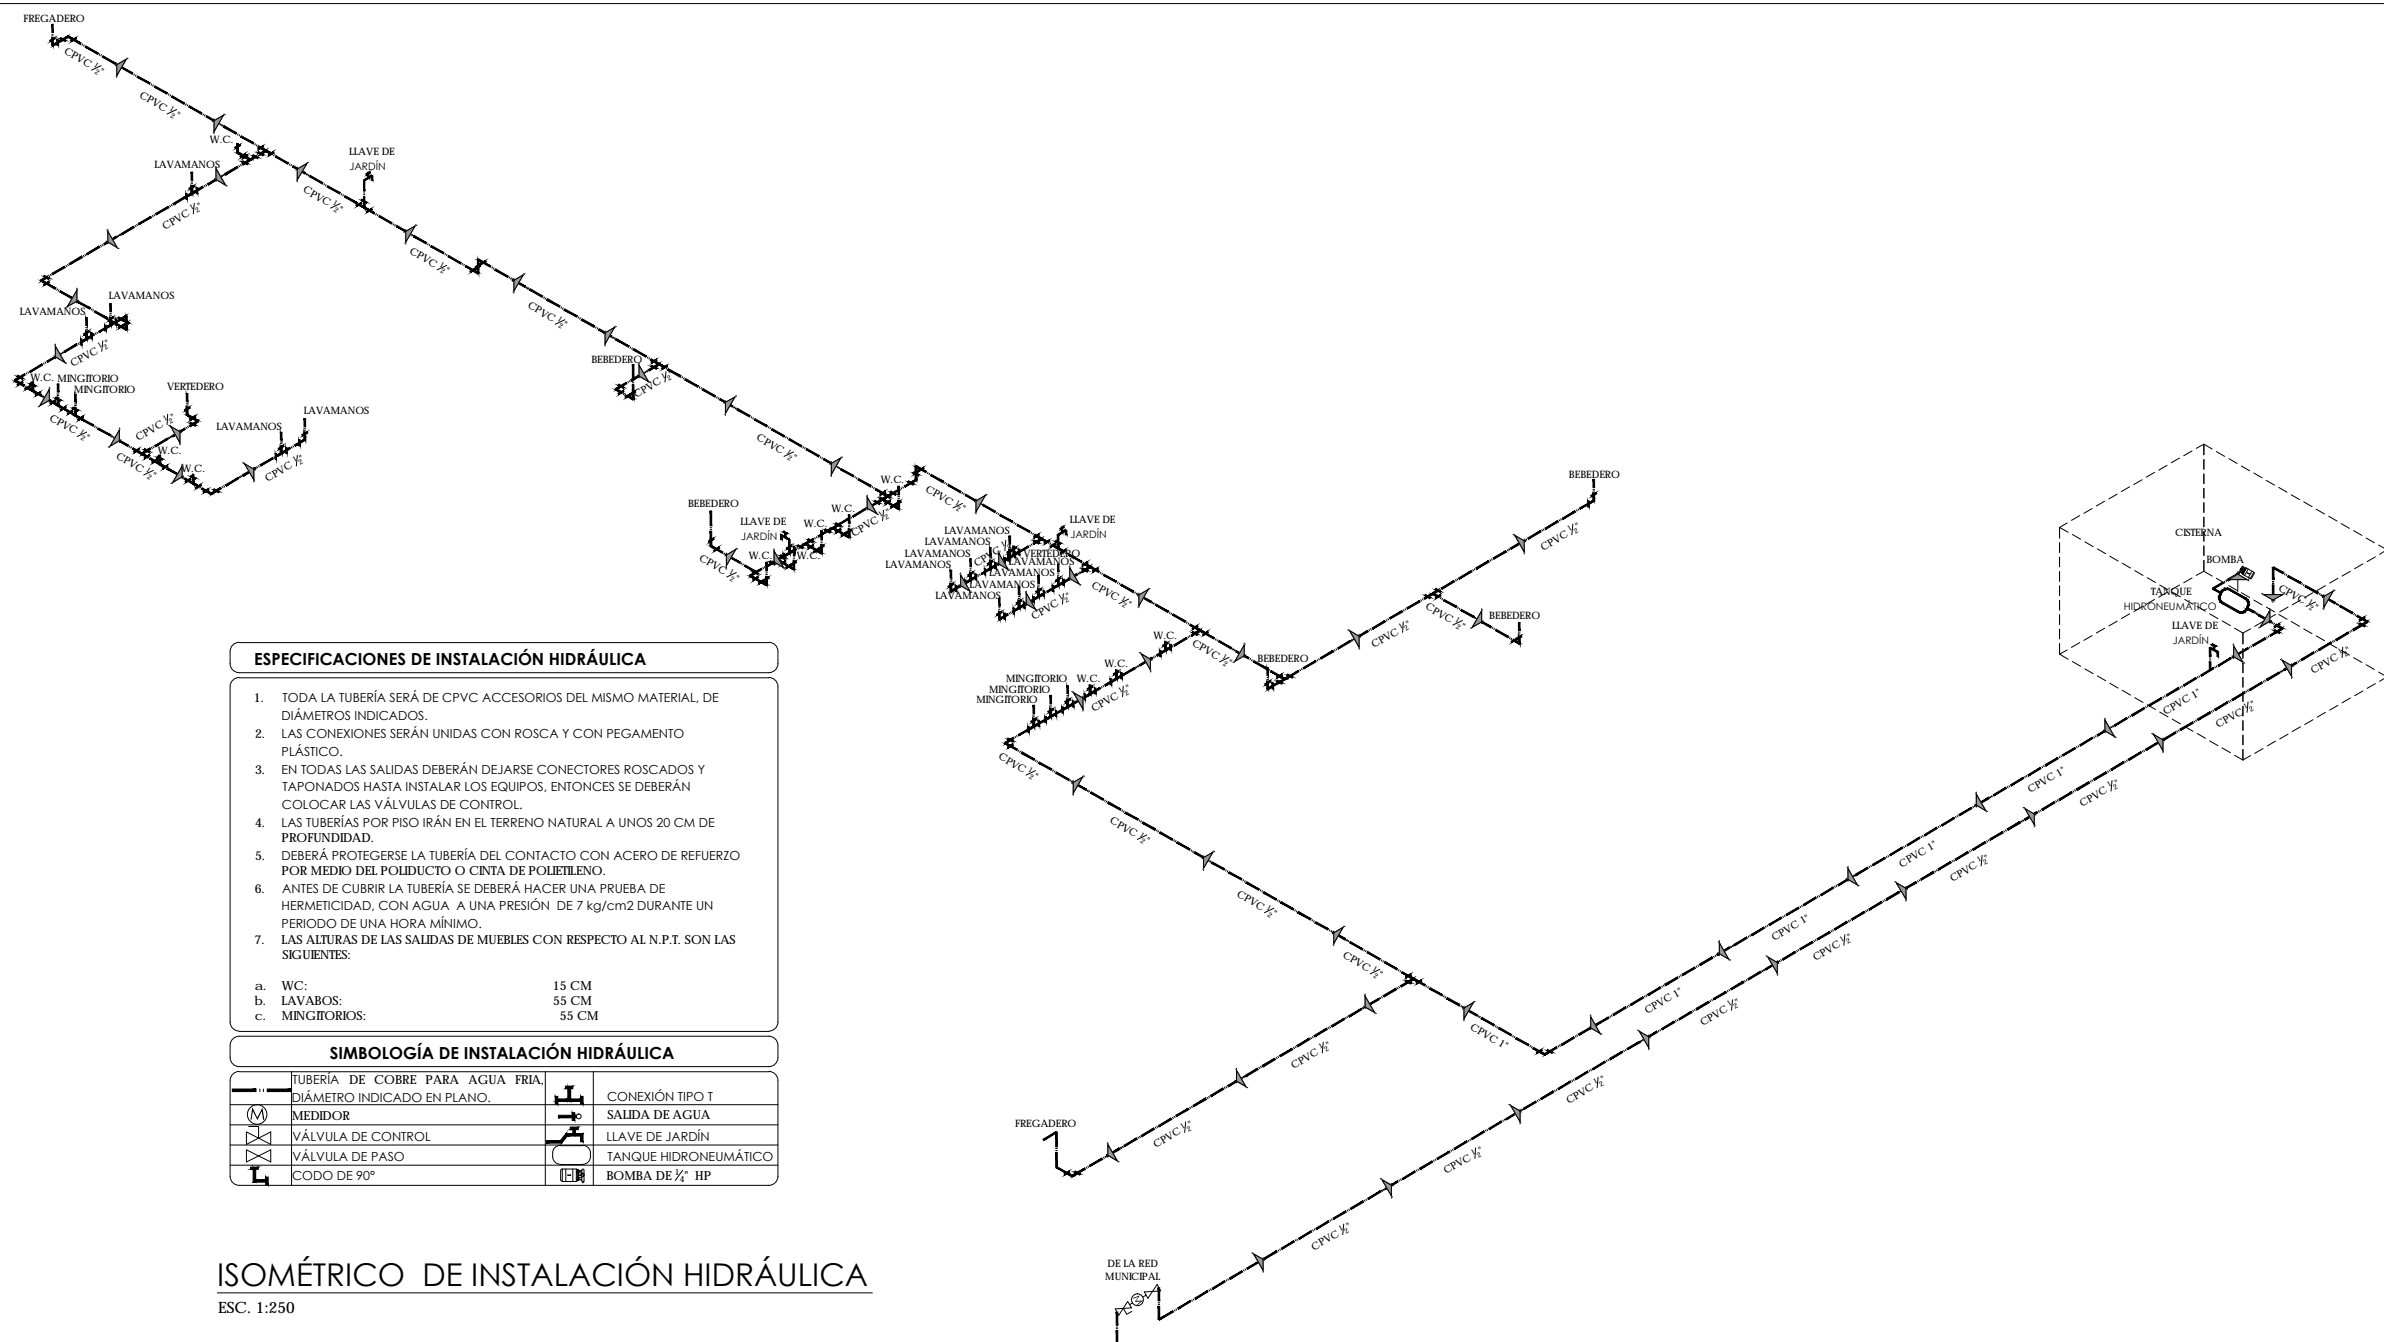 FREGADERO
CPVC ½"
CPVC ½"
W.C.
LAVAMANOS
CPVC ½"
CPVC ½"
LLAVE DE
JARDÍN
CPVC ½"
CPVC ½"
LAVAMANOS
LAVAMANOS
CPVC ½"
W.C.
MINGITORIO
MINGITORIO
CPVC ½"
VERTEDERO
CPVC ½"
CPVC ½"
W.C.
W.C.
LAVAMANOS
LAVAMANOS
CPVC ½"
BEBEDERO
CPVC ½
CPVC ½"
BEBEDERO
CPVC ½"
LLAVE DE
JARDÍN
W.C.
W.C.
W.C.
W.C.
W.C.
CPVC ½"
CPVC ½"
LAVAMANOS
LAVAMANOS
LAVAMANOS
LAVAMANOS
CPVC ½"
LLAVE DE
JARDÍN
VERTEDERO
LAVAMANOS
LAVAMANOS
LAVAMANOS
LAVAMANOS
CPVC ½"
CPVC ½"
BEBEDERO
CPVC ½"
CPVC ½"
BEBEDERO
CPVC ½"
BEBEDERO
CPVC ½"
W.C.
W.C.
W.C.
MINGITORIO
MINGITORIO
MINGITORIO
CPVC ½"
CPVC ½"
CPVC ½"
CPVC ½"
CPVC ½"
CPVC 1"
CISTERNA
BOMBA
TANQUE
HIDRONEUMÁTICO
LLAVE DE
JARDÍN
CPVC ½"
CPVC ½"
CPVC 1"
CPVC ½"
CPVC 1"
CPVC ½"
CPVC 1"
CPVC ½"
CPVC 1"
CPVC ½"
CPVC 1"
CPVC ½"
CPVC ½"
CPVC ½"
CPVC ½"
FREGADERO
CPVC ½"
CPVC ½"
DE LA RED
MUNICIPAL
M
ESPECIFICACIONES DE INSTALACIÓN HIDRÁULICA
1. TODA LA TUBERÍA SERÁ DE CPVC ACCESORIOS DEL MISMO MATERIAL, DE
DIÁMETROS INDICADOS.
2. LAS CONEXIONES SERÁN UNIDAS CON ROSCA Y CON PEGAMENTO
PLÁSTICO.
3. EN TODAS LAS SALIDAS DEBERÁN DEJARSE CONECTORES ROSCADOS Y
TAPONADOS HASTA INSTALAR LOS EQUIPOS, ENTONCES SE DEBERÁN
COLOCAR LAS VÁLVULAS DE CONTROL.
4. LAS TUBERÍAS POR PISO IRÁN EN EL TERRENO NATURAL A UNOS 20 CM DE
PROFUNDIDAD.
5. DEBERÁ PROTEGERSE LA TUBERÍA DEL CONTACTO CON ACERO DE REFUERZO
POR MEDIO DEL POLIDUCTO O CINTA DE POLIETILENO.
6. ANTES DE CUBRIR LA TUBERÍA SE DEBERÁ HACER UNA PRUEBA DE
HERMETICIDAD, CON AGUA A UNA PRESIÓN DE 7 kg/cm2 DURANTE UN
PERIODO DE UNA HORA MÍNIMO.
7. LAS ALTURAS DE LAS SALIDAS DE MUEBLES CON RESPECTO AL N.P.T. SON LAS
SIGUIENTES:
a. WC: 15 CM
b. LAVABOS: 55 CM
c. MINGITORIOS: 55 CM
SIMBOLOGÍA DE INSTALACIÓN HIDRÁULICA
TUBERÍA DE COBRE PARA AGUA FRIA,
DIÁMETRO INDICADO EN PLANO.
CONEXIÓN TIPO T
M MEDIDOR
SALIDA DE AGUA
VÁLVULA DE CONTROL
LLAVE DE JARDÍN
VÁLVULA DE PASO
TANQUE HIDRONEUMÁTICO
CODO DE 90º
BOMBA DE ¼" HP
ISOMÉTRICO DE INSTALACIÓN HIDRÁULICA
ESC. 1:250